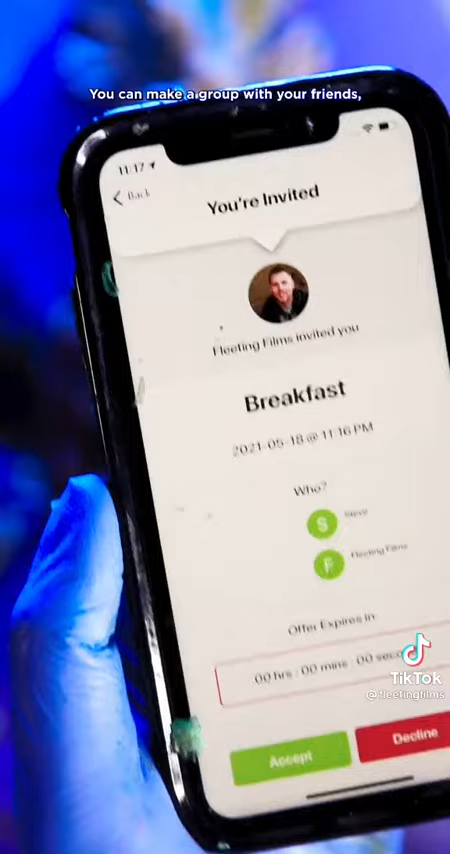 You can make a group with your friends,
11:17
Back
You're Invited
Fleeting Films invited you
Breakfast
2021-05-18 @ 11:16 PM
Who?
S
Steve
F
Fleeting Films
Offer Expires in:
00 hrs : 00 mins : 00 seco
TikTok
@fleetingfilms
Accept
Decline